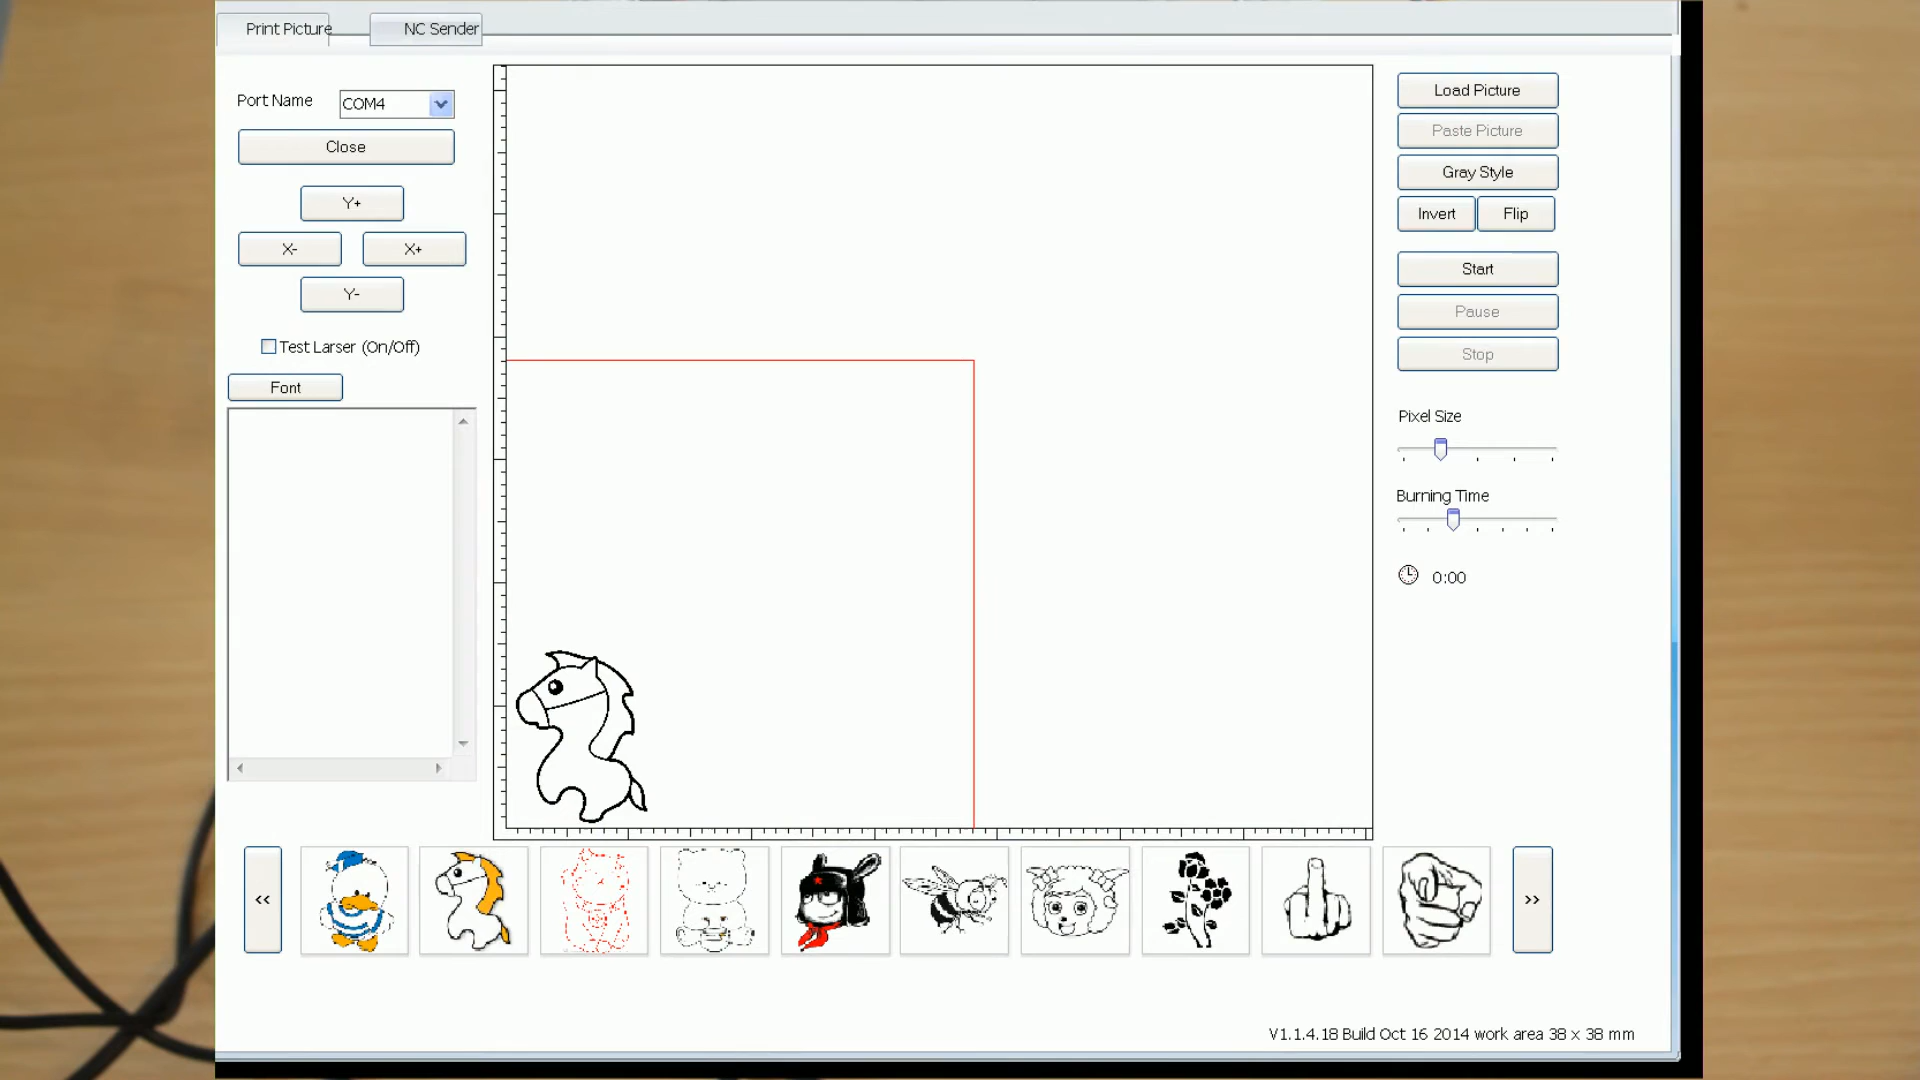 Print Picture
NC Sender
Port Name
COM4
Close
Y+
X-
X+
Y-
Test Larser (On/Off)
Font
Load Picture
Paste Picture
Gray Style
Invert
Flip
Start
Pause
Stop
Pixel Size
Burning Time
0:00
<<
>>
V1.1.4.18 Build Oct 16 2014 work area 38 x 38 mm